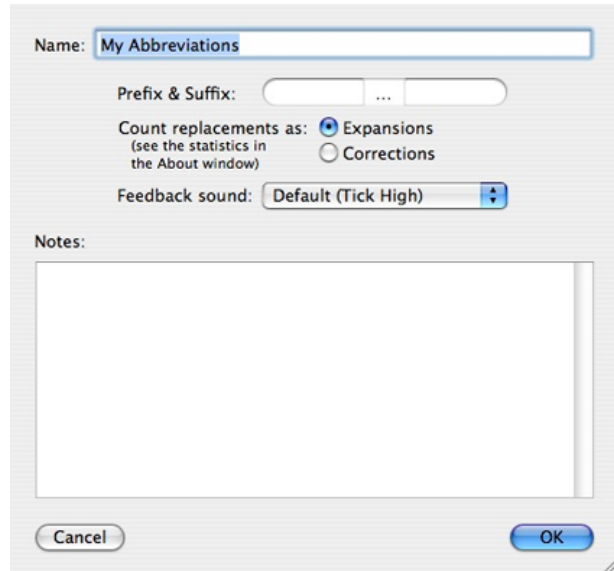 Name: My Abbreviations
Prefix & Suffix: ...
Count replacements as: Expansions
(see the statistics in
the About window) Corrections
Feedback sound: Default (Tick High)
Notes:
Cancel OK